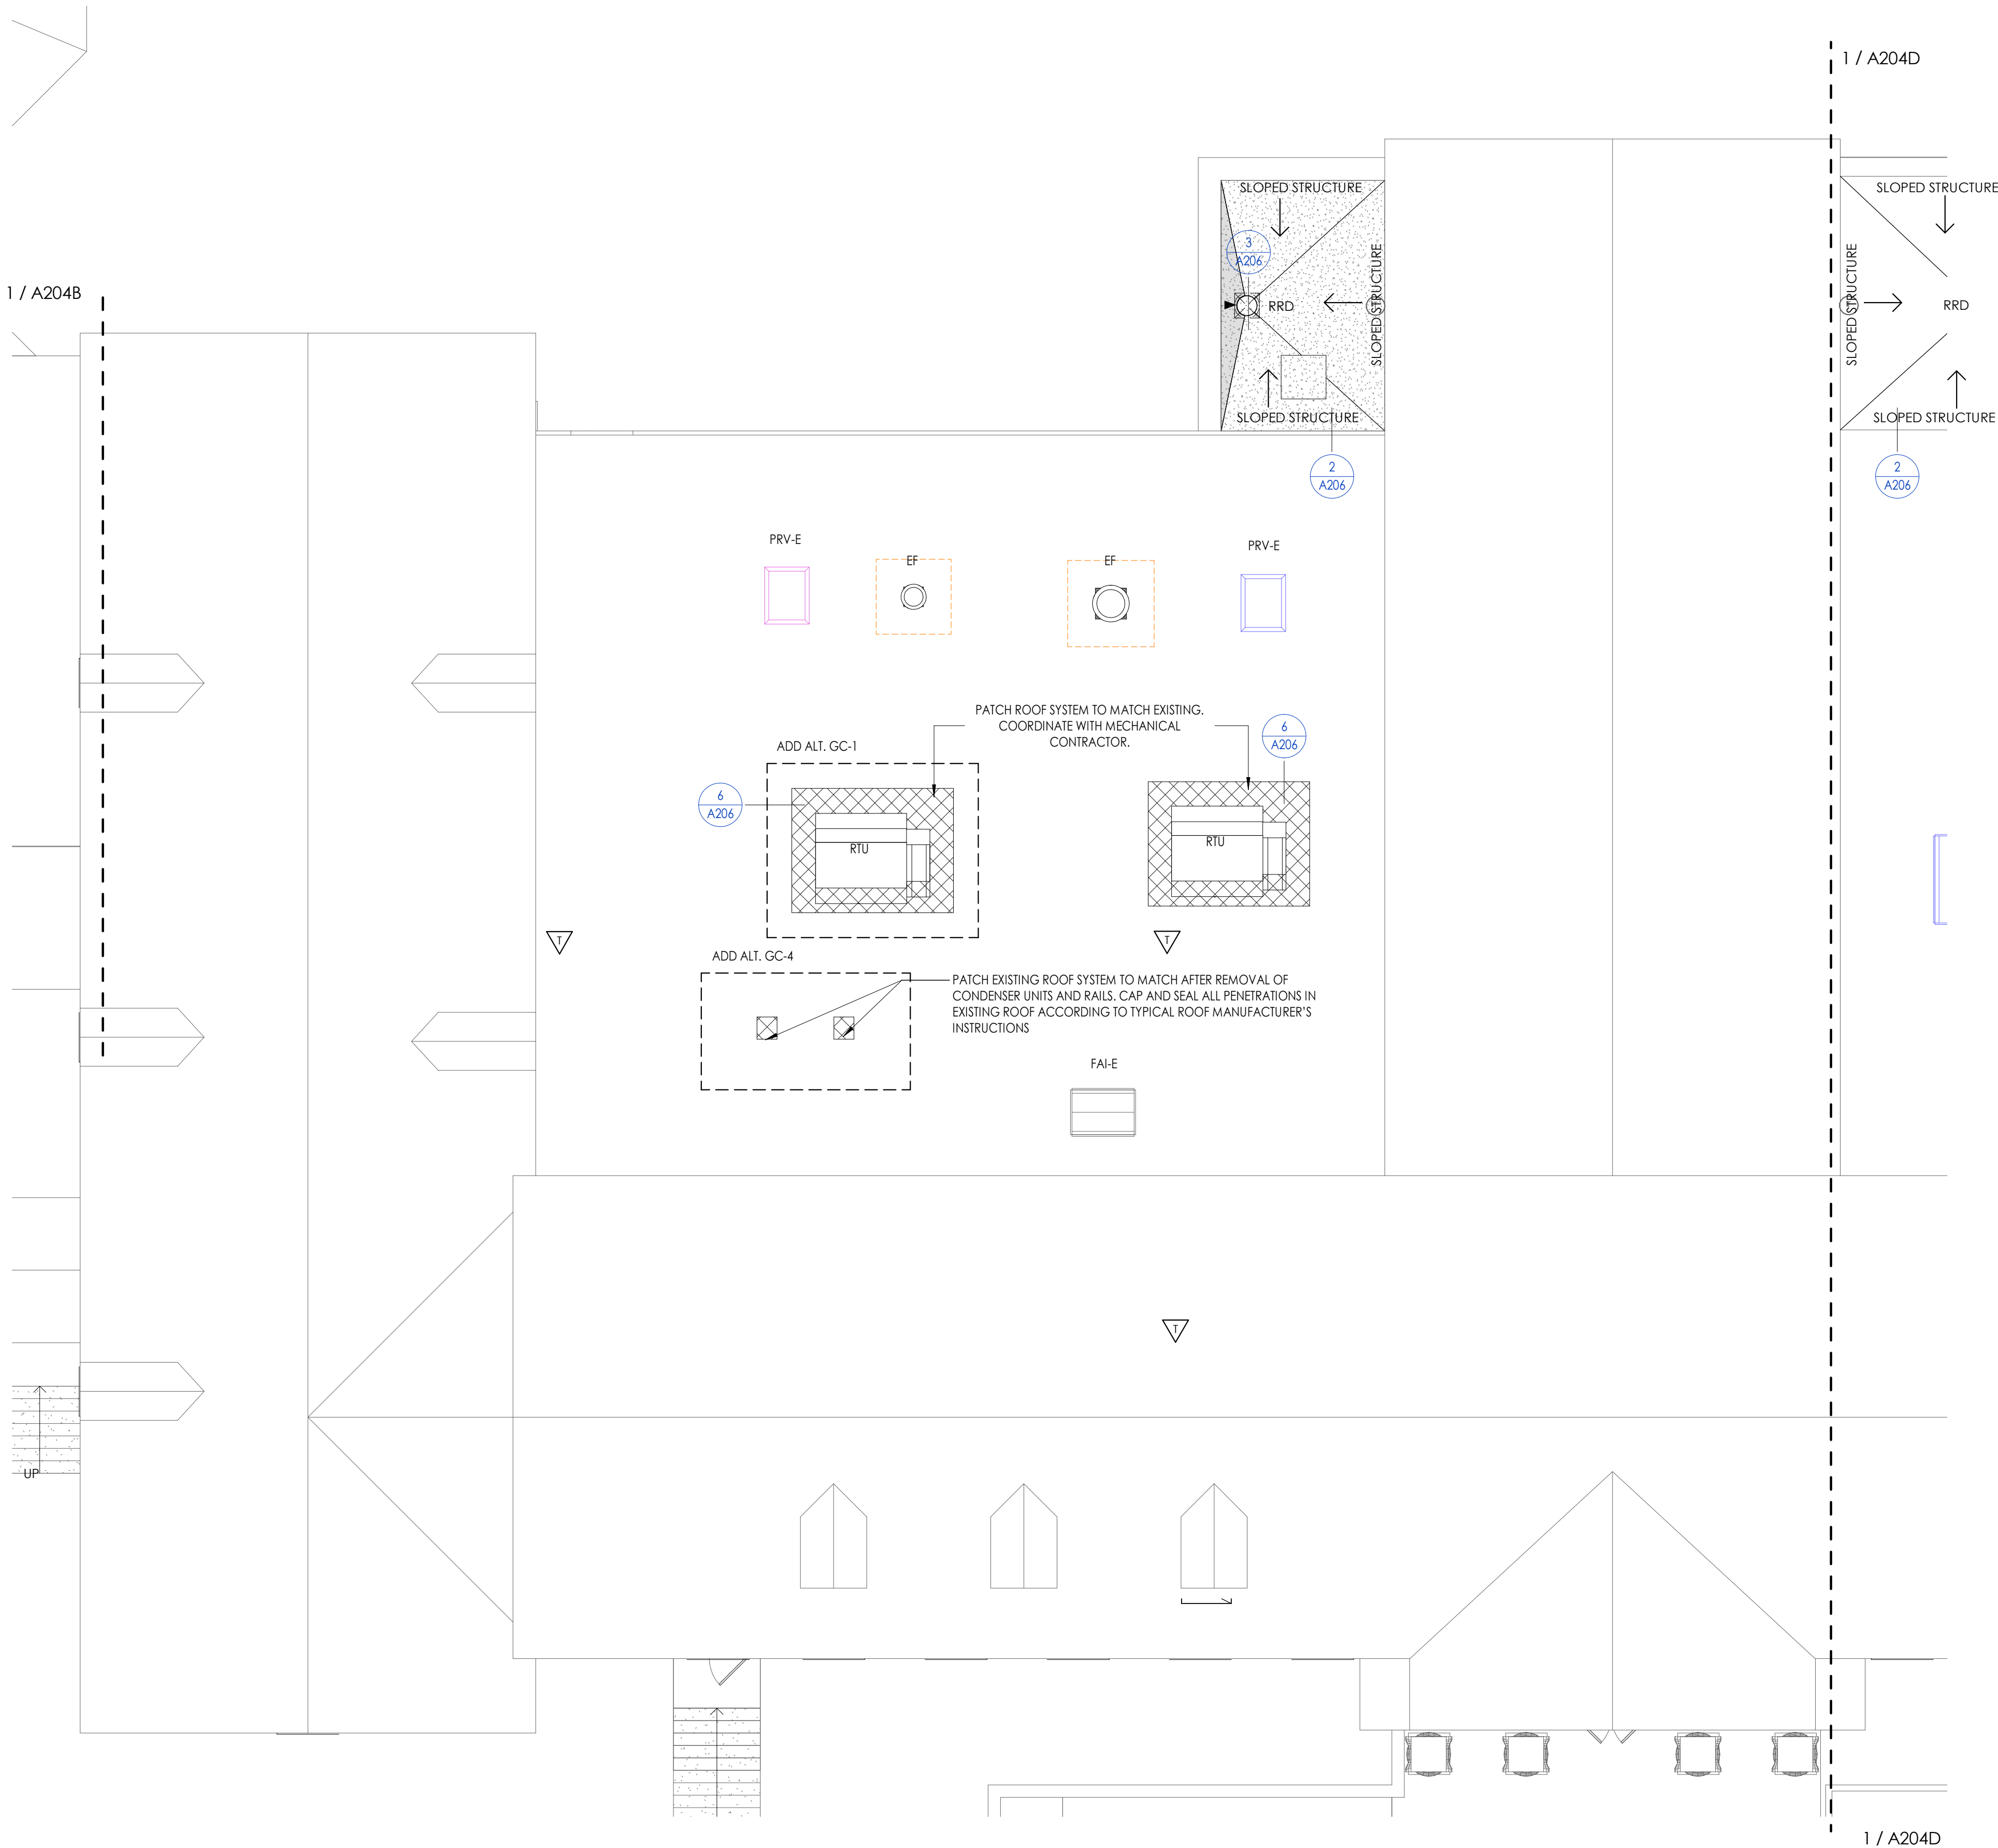 1 / A204D
SLOPED STRUCTURE
SLOPED STRUCTURE
3
A206
SLOPED STRUCTURE
SLOPED STRUCTURE
1 / A204B
RRD
RRD
SLOPED STRUCTURE
SLOPED STRUCTURE
2
A206
2
A206
PRV-E
EF
EF
PRV-E
PATCH ROOF SYSTEM TO MATCH EXISTING.
COORDINATE WITH MECHANICAL
CONTRACTOR.
6
A206
ADD ALT. GC-1
6
A206
RTU
RTU
T
T
ADD ALT. GC-4
PATCH EXISTING ROOF SYSTEM TO MATCH AFTER REMOVAL OF
CONDENSER UNITS AND RAILS. CAP AND SEAL ALL PENETRATIONS IN
EXISTING ROOF ACCORDING TO TYPICAL ROOF MANUFACTURER'S
INSTRUCTIONS
FAI-E
T
UP
1 / A204D